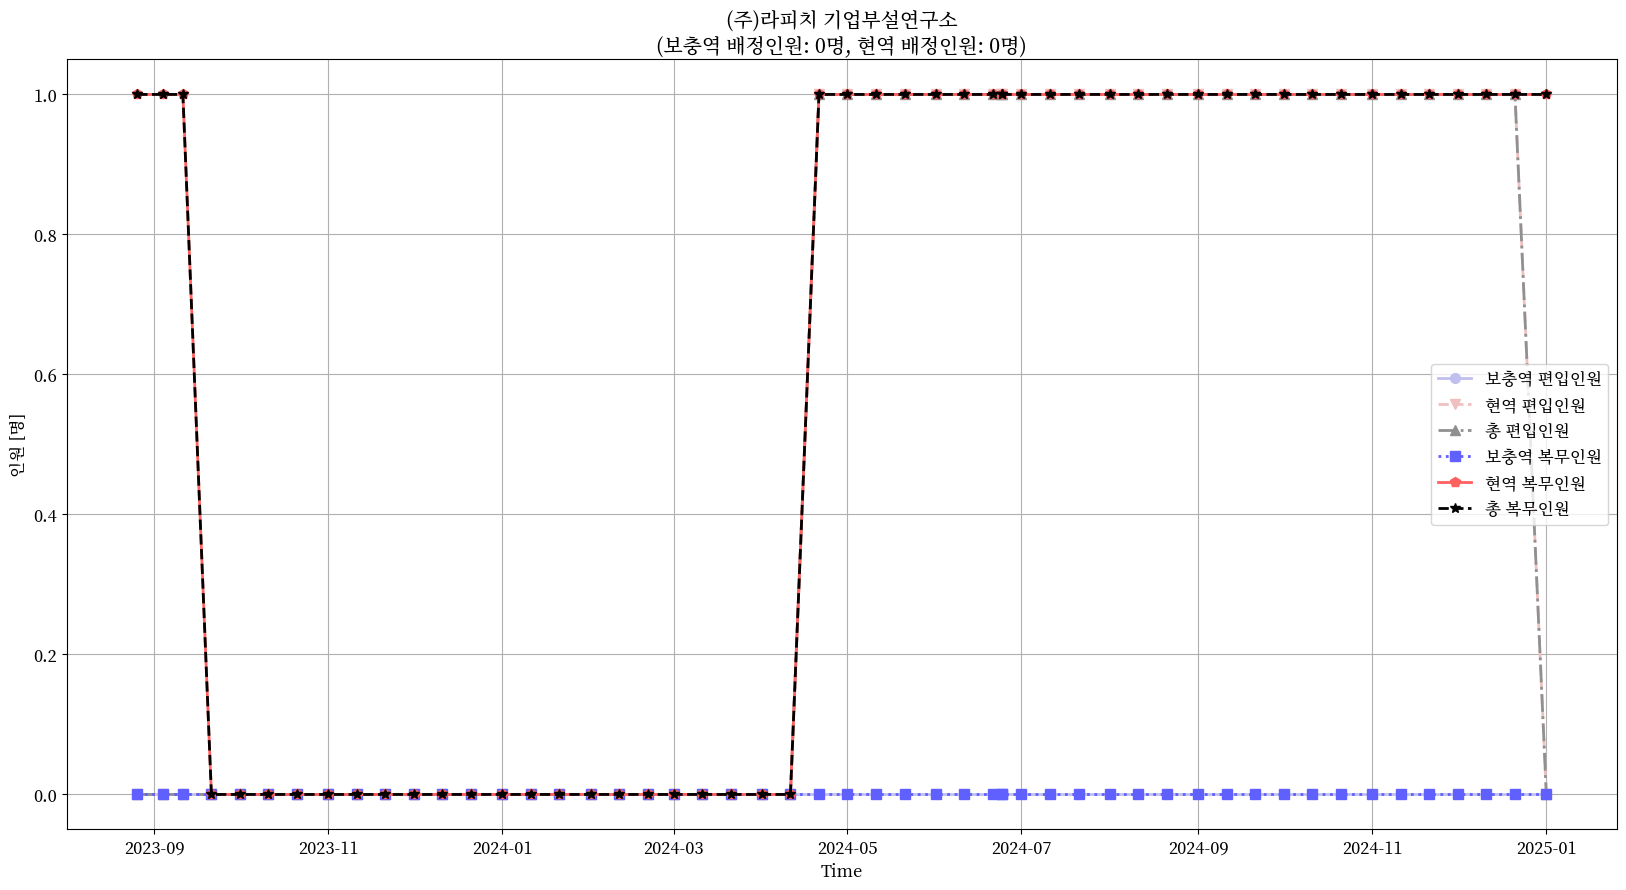 (주)라피치 기업부설연구소
(보충역 배정인원: 0명, 현역 배정인원: 0명)
인원 [명]
1.0
0.8
0.6
0.4
0.2
0.0
보충역 편입인원
현역 편입인원
총 편입인원
보충역 복무인원
현역 복무인원
총 복무인원
2023-09 2023-11 2024-01 2024-03 2024-05 2024-07 2024-09 2024-11 2025-01
Time